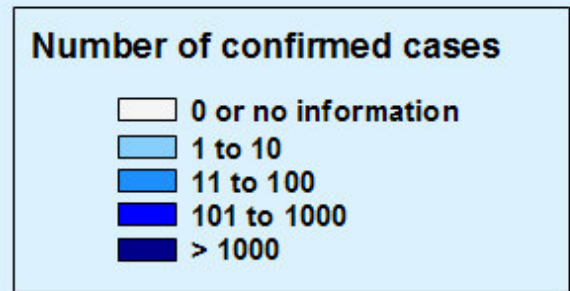 Number of confirmed cases
0 or no information
1 to 10
11 to 100
101 to 1000
> 1000